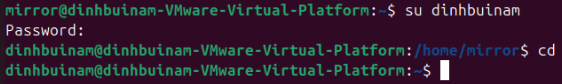 mirror@dinhbuinam-VMware-Virtual-Platform:~$ su dinhbuinam
Password:
dinhbuinam@dinhbuinam-VMware-Virtual-Platform:/home/mirror$ cd
dinhbuinam@dinhbuinam-VMware-Virtual-Platform:~$